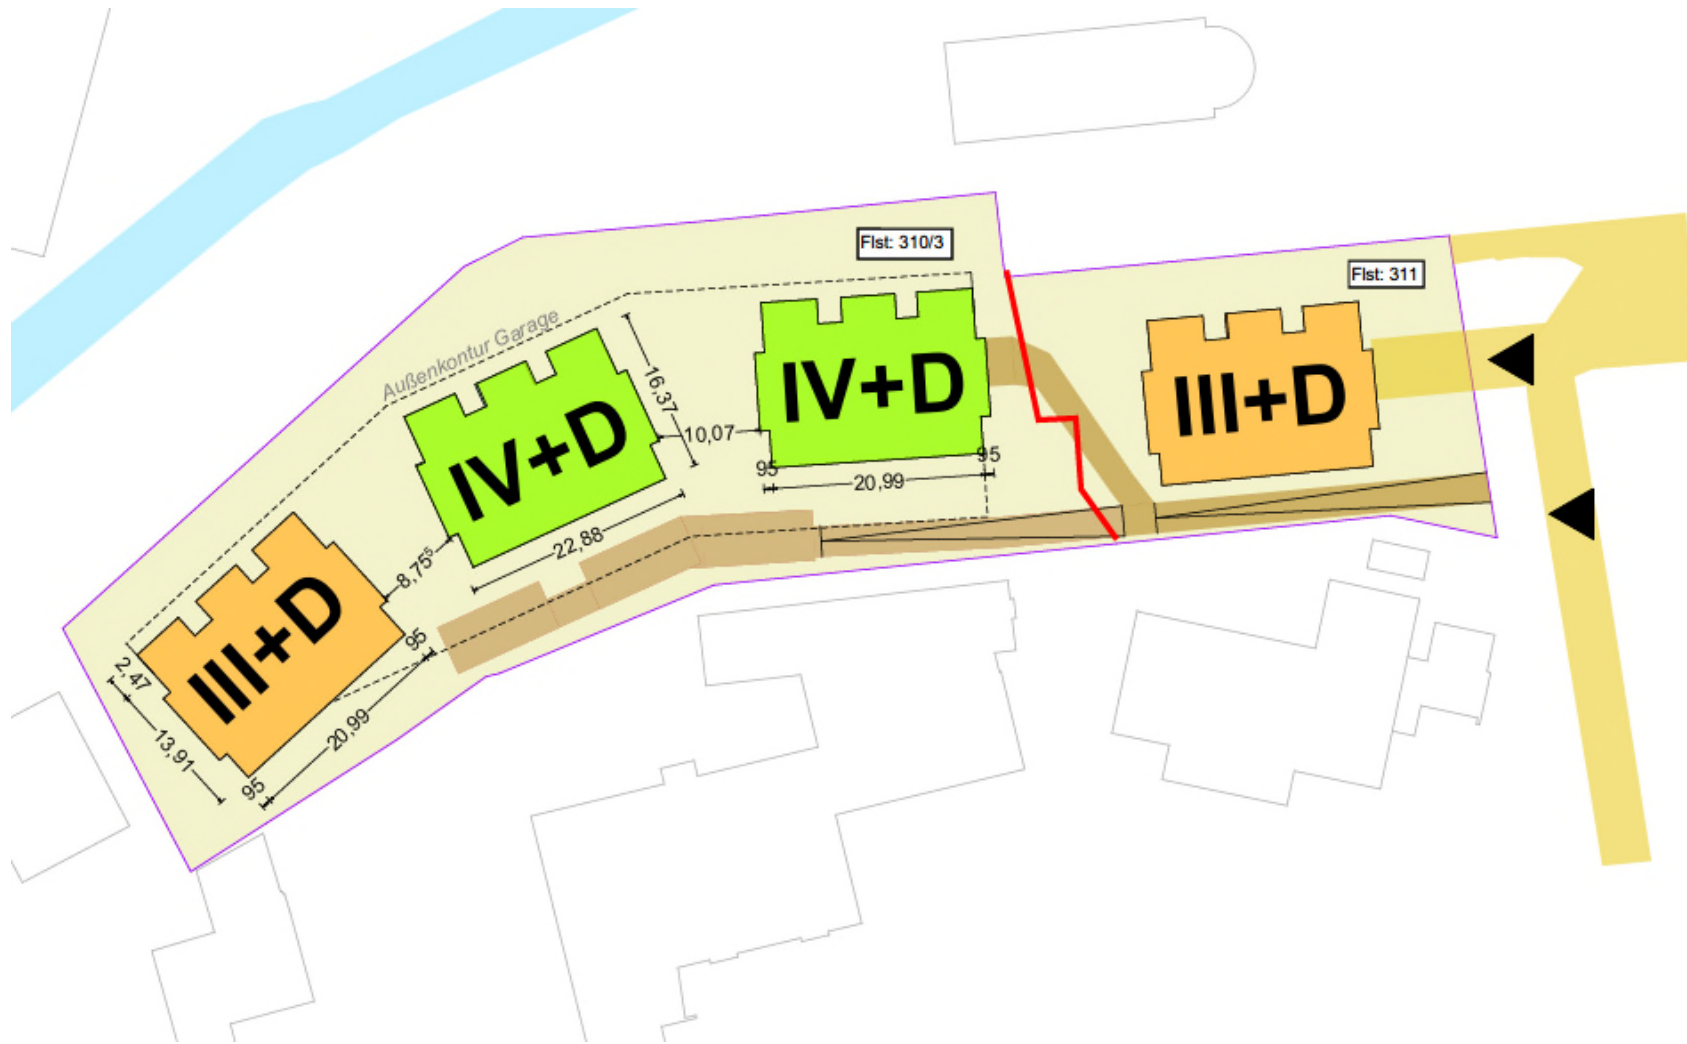 Flst: 310/3
Flst: 311
Außenkontur Garage
IV+D
III+D
16,37
IV+D
10,07
95
95
20,99
22,88
8,75⁵
III+D
95
2,47
13,91
20,99
95